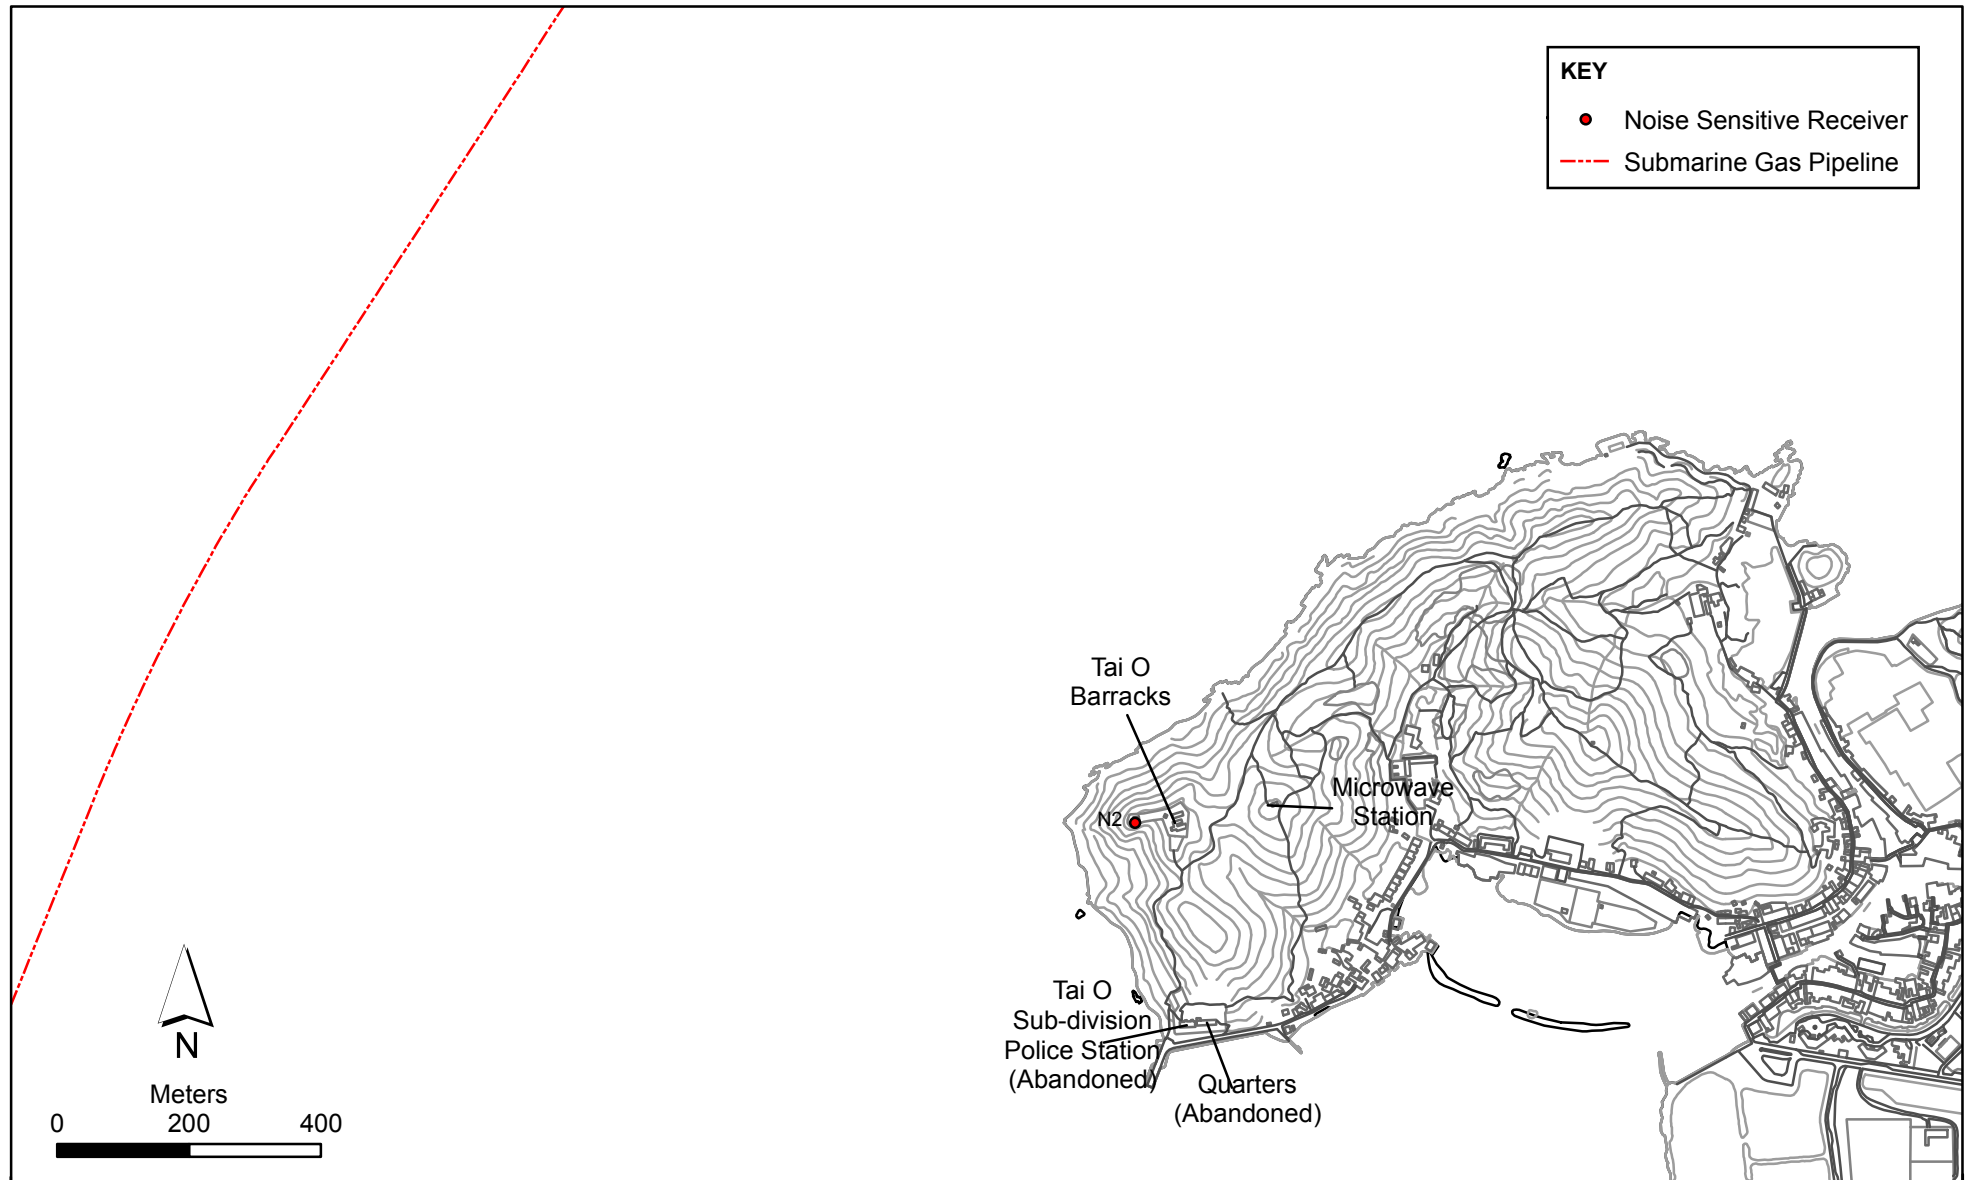 KEY
Noise Sensitive Receiver
Submarine Gas Pipeline
Tai O
Barracks
Microwave
Station
N2
Tai O
Sub-division
Police Station
(Abandoned)
Quarters
(Abandoned)
N
Meters
0 200 400